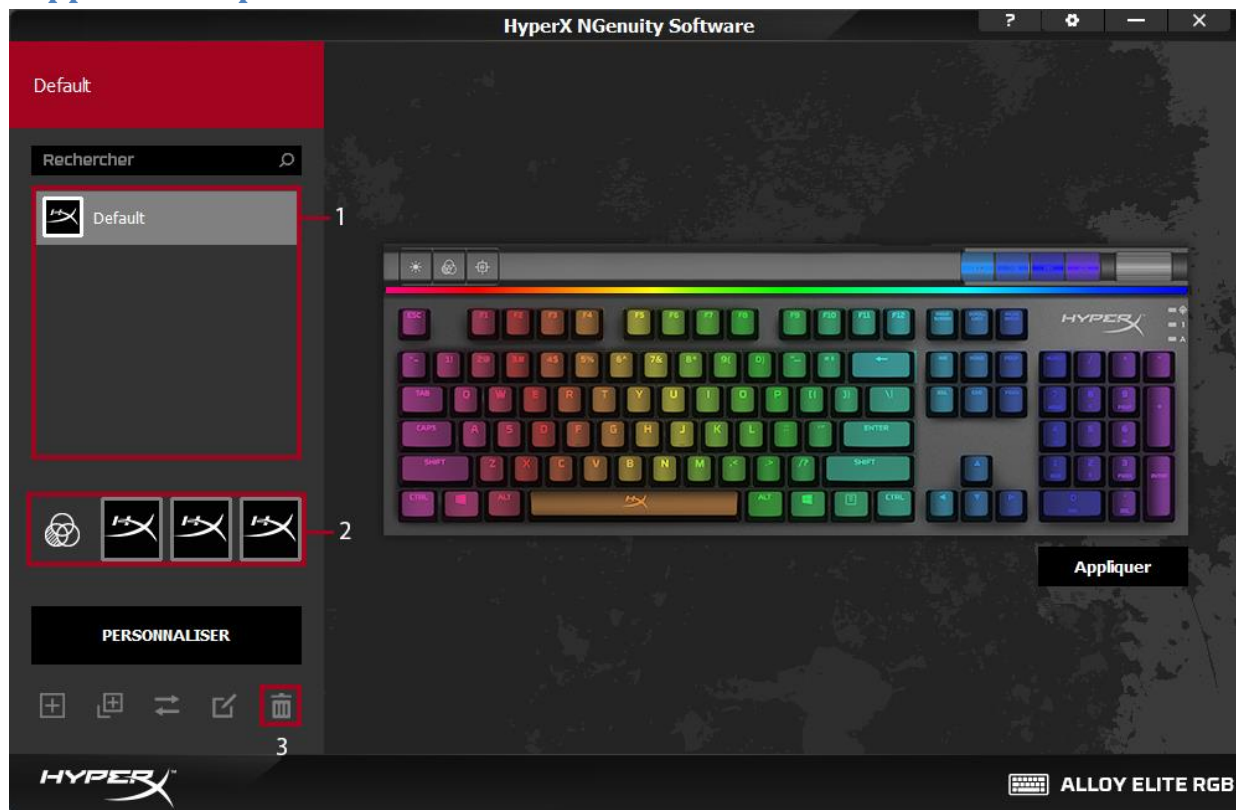 HyperX NGenuity Software
?
Default
Rechercher
Default
1
2
PERSONNALISER
3
Appliquer
HYPERX
ESC F1 F2 F3 F4 F5 F6 F7 F8 F9 F10 F11 F12
TAB Q W E R T Y U I O P
CAPS A S D F G H J K L ENTER
SHIFT Z X C V B N M SHIFT
CTRL ALT ALT CTRL
HYPERX
ALLOY ELITE RGB